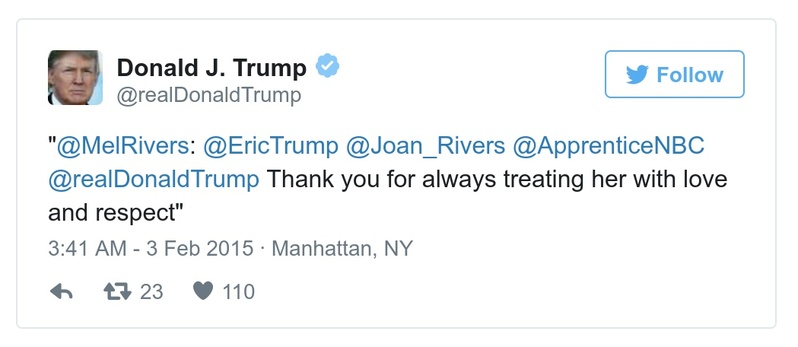 Donald J. Trump
@realDonaldTrump
Follow
"@MelRivers: @EricTrump @Joan_Rivers @ApprenticeNBC
@realDonaldTrump Thank you for always treating her with love
and respect"
3:41 AM - 3 Feb 2015 · Manhattan, NY
23 110